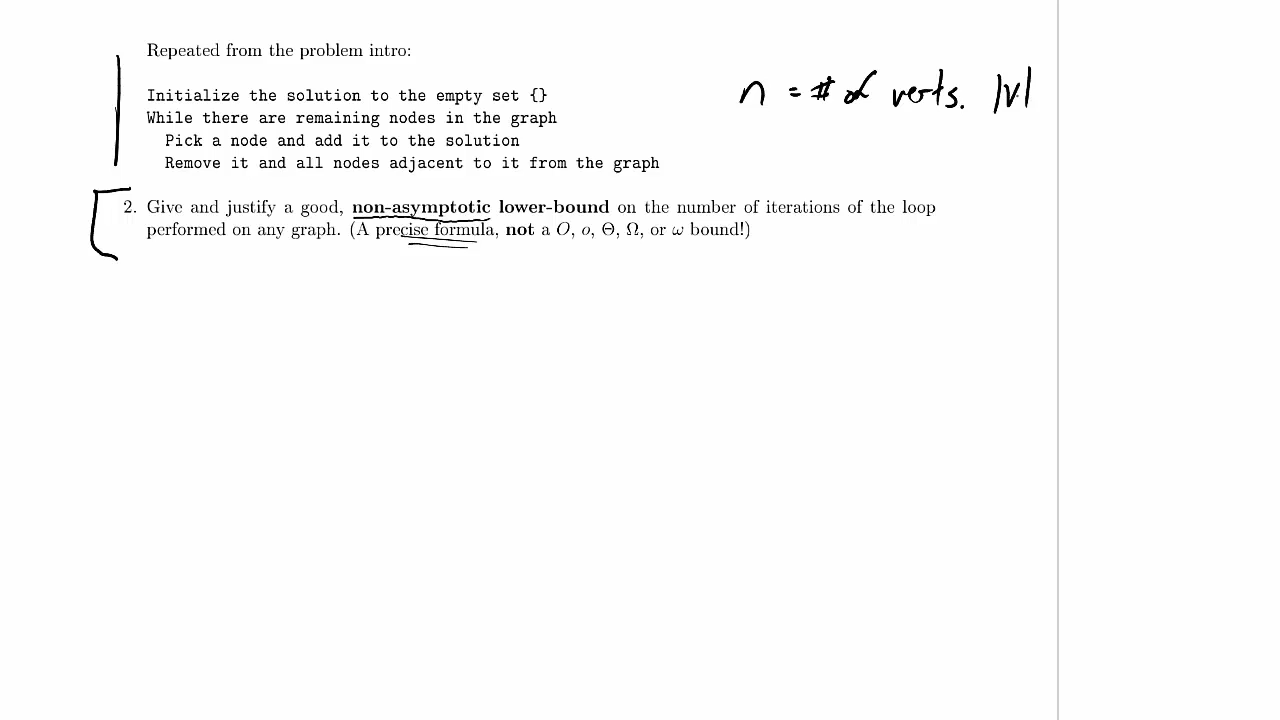 Repeated from the problem intro:
n = # of verts. |V|
Initialize the solution to the empty set {}
While there are remaining nodes in the graph
Pick a node and add it to the solution
Remove it and all nodes adjacent to it from the graph
2. Give and justify a good, non-asymptotic lower-bound on the number of iterations of the loop
performed on any graph. (A precise formula, not a O, o, Θ, Ω, or ω bound!)